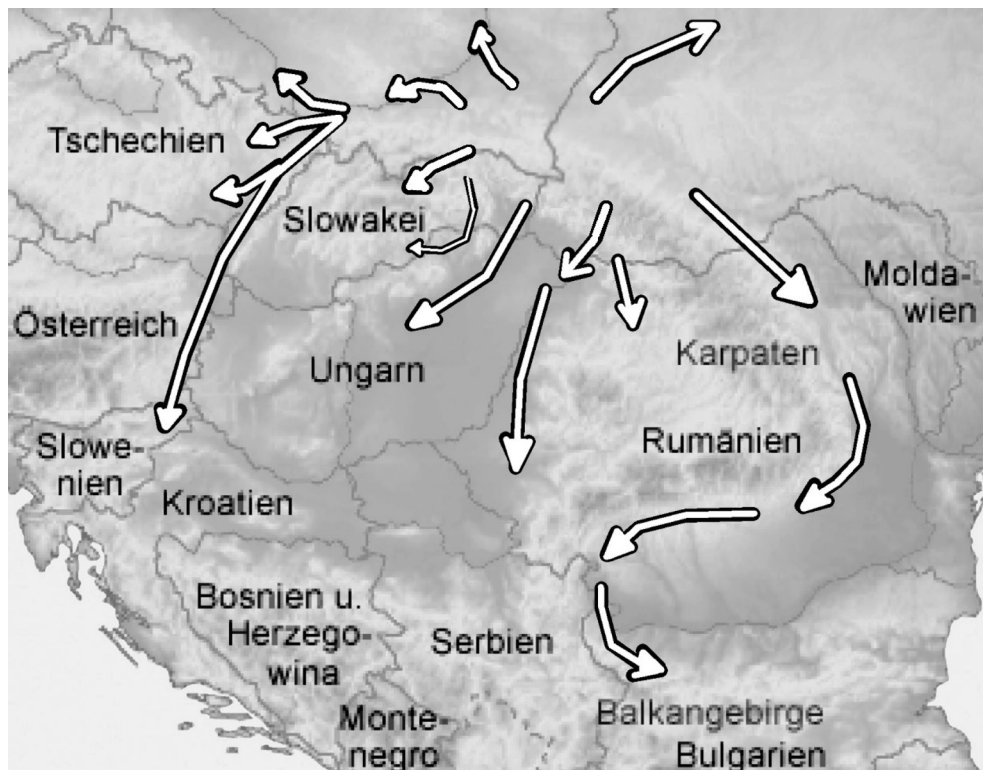 Tschechien
Slowakei
Molda-
wien
Österreich
Ungarn
Karpaten
Rumänien
Slowe-
nien
Kroatien
Bosnien u.
Herzego-
wina
Serbien
Monte-
negro
Balkangebirge
Bulgarien